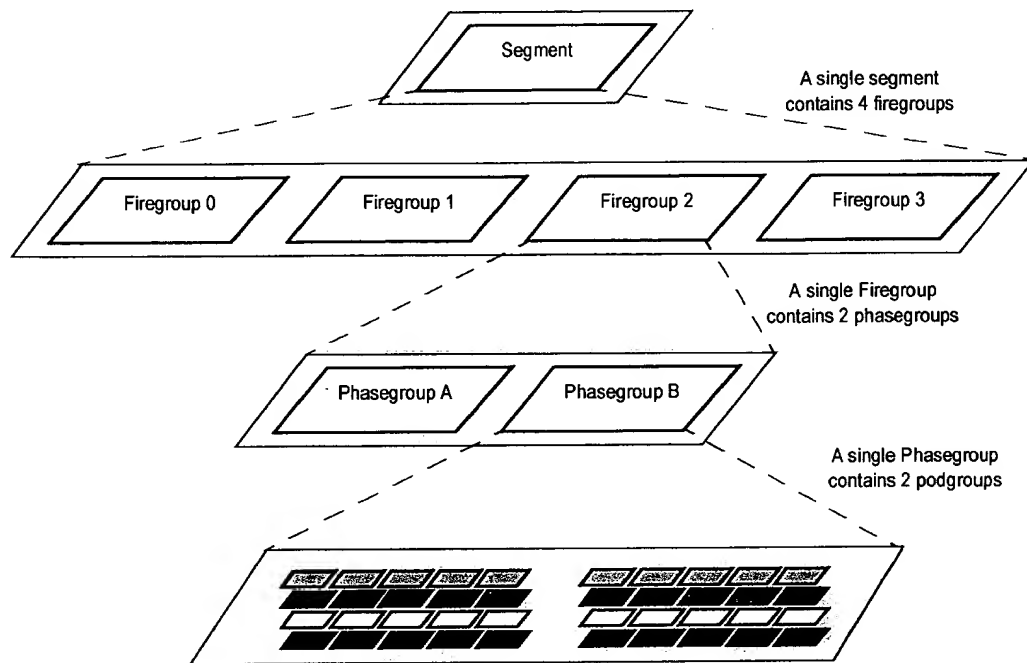 Segment
A single segment
contains 4 firegroups
Firegroup 0
Firegroup 1
Firegroup 2
Firegroup 3
A single Firegroup
contains 2 phasegroups
Phasegroup A
Phasegroup B
A single Phasegroup
contains 2 podgroups